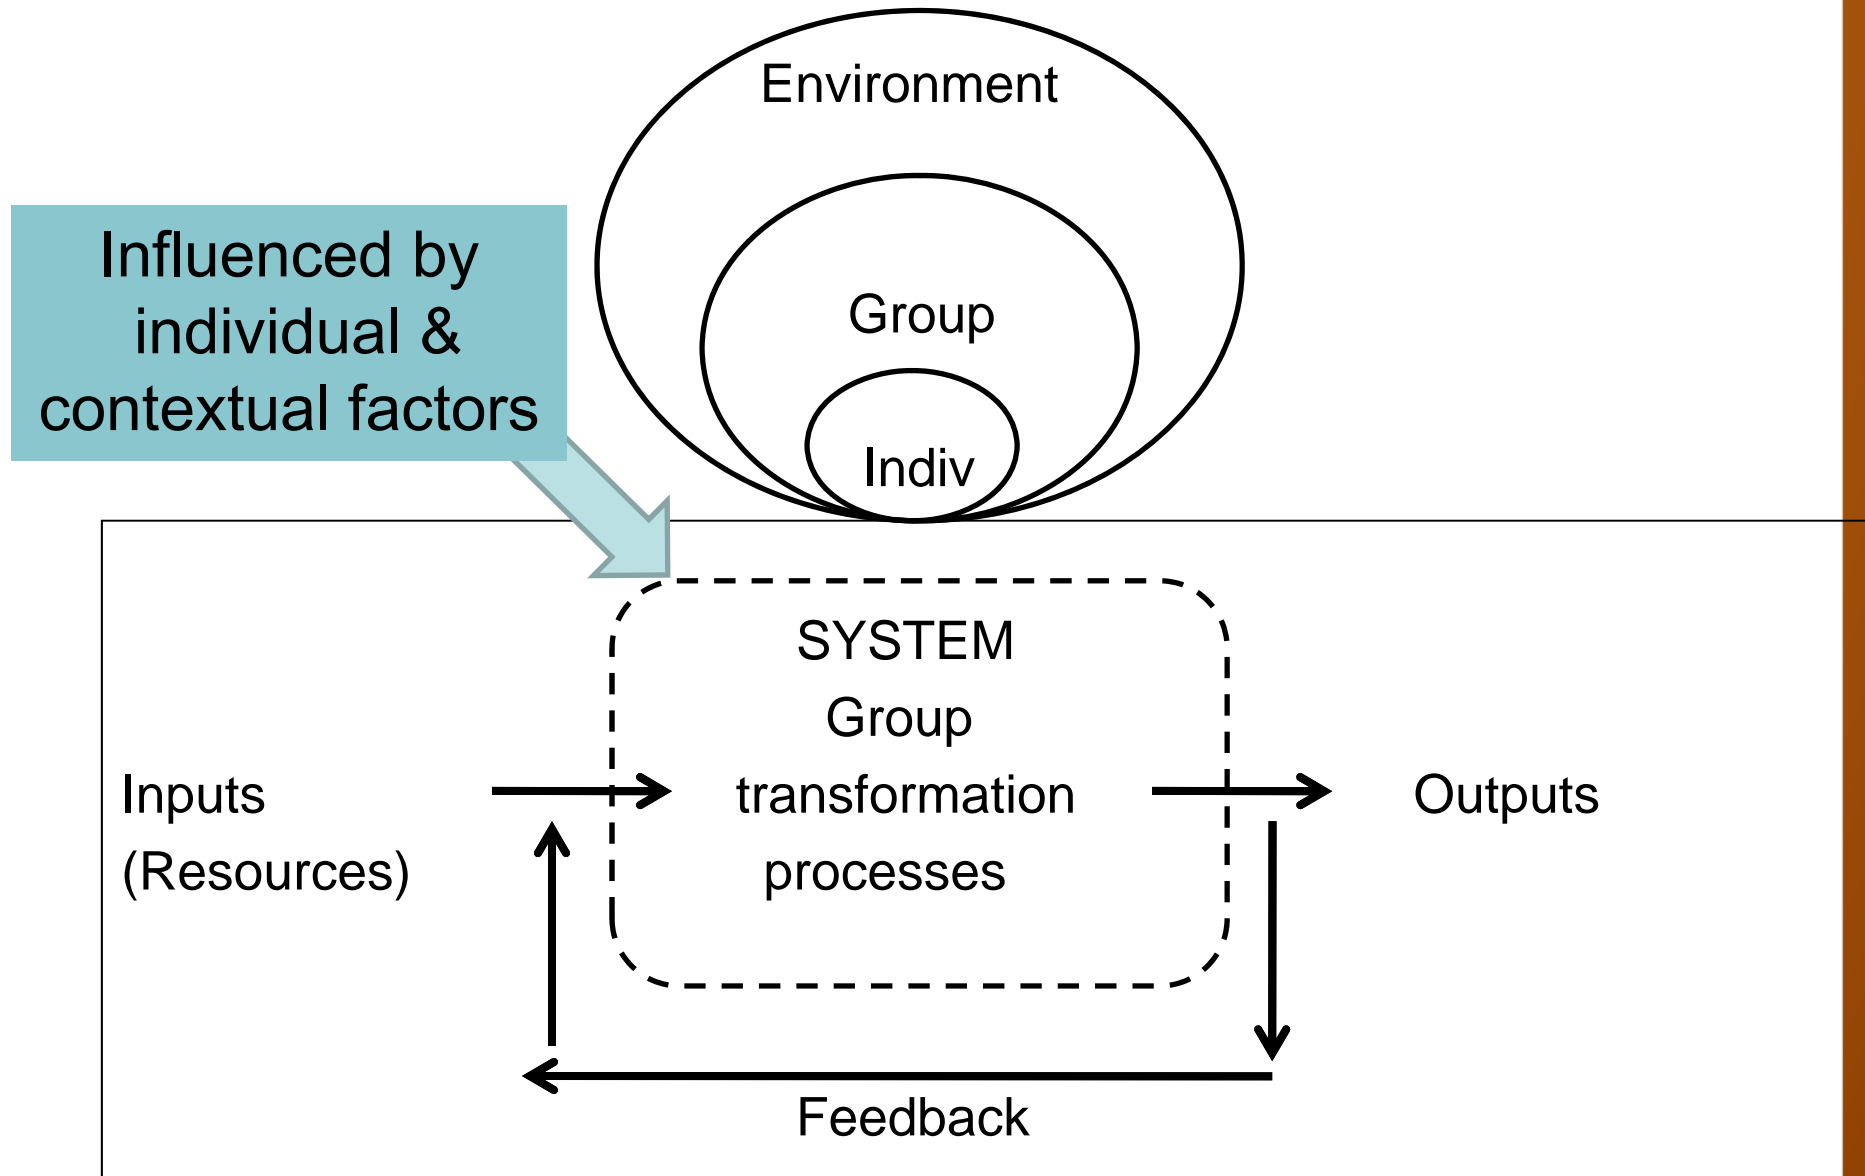 Environment
Influenced by
individual &
contextual factors
Group
Indiv
SYSTEM
Group
transformation
processes
Inputs
(Resources)
Outputs
Feedback